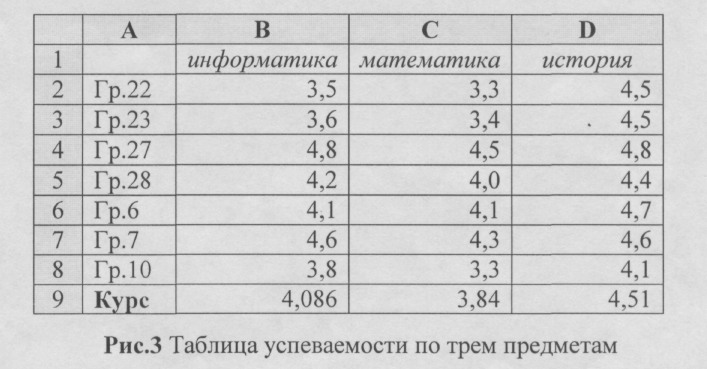 A B C D
1 информатика математика история
2 Гр.22 3,5 3,3 4,5
3 Гр.23 3,6 3,4 4,5
4 Гр.27 4,8 4,5 4,8
5 Гр.28 4,2 4,0 4,4
6 Гр.6 4,1 4,1 4,7
7 Гр.7 4,6 4,3 4,6
8 Гр.10 3,8 3,3 4,1
9 Курс 4,086 3,84 4,51
Рис.3 Таблица успеваемости по трем предметам